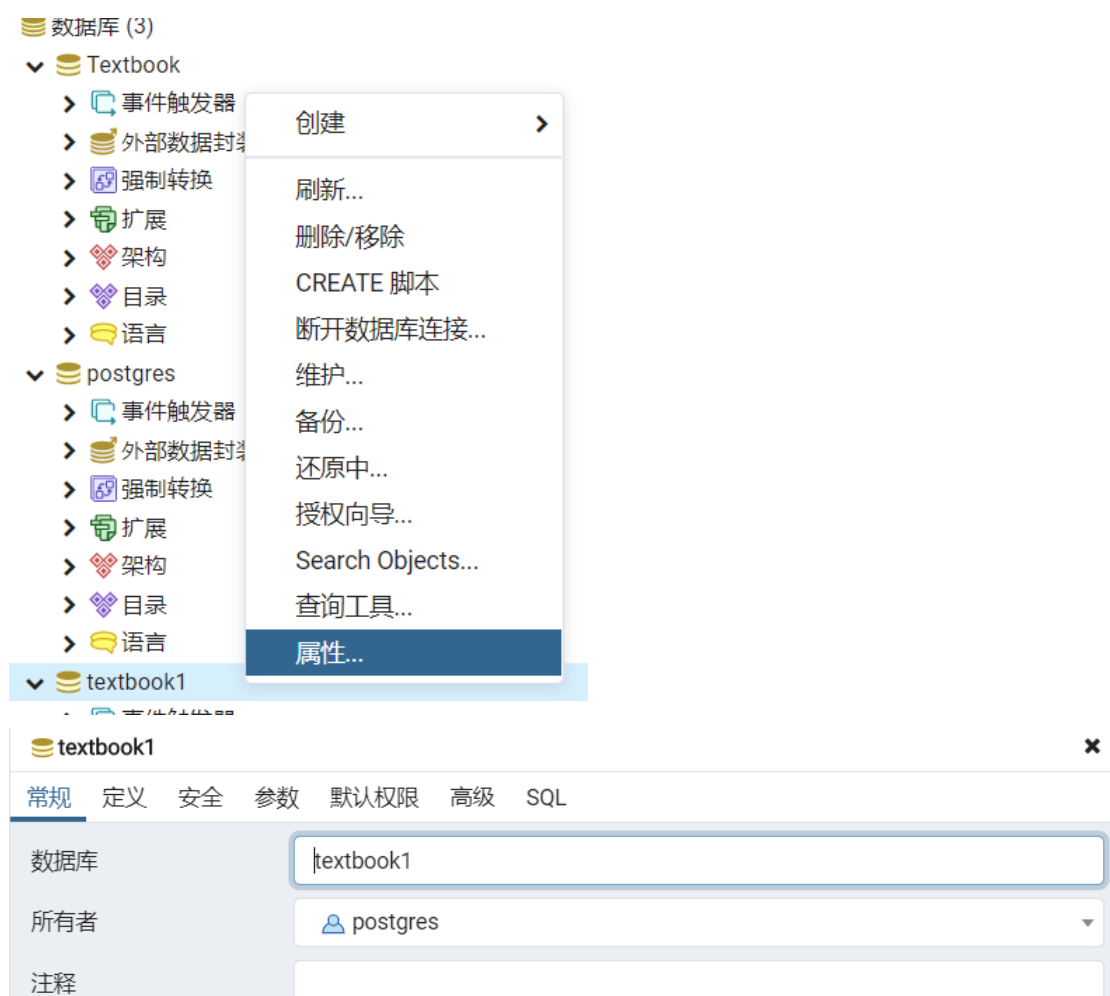 数据库 (3)
Textbook
事件触发器
外部数据封
强制转换
扩展
架构
目录
语言
postgres
事件触发器
外部数据封
强制转换
扩展
架构
目录
语言
textbook1
事件触发器
创建
刷新...
删除/移除
CREATE 脚本
断开数据库连接...
维护...
备份...
还原中...
授权向导...
Search Objects...
查询工具...
属性...
textbook1
常规 定义 安全 参数 默认权限 高级 SQL
数据库 textbook1
所有者 postgres
注释